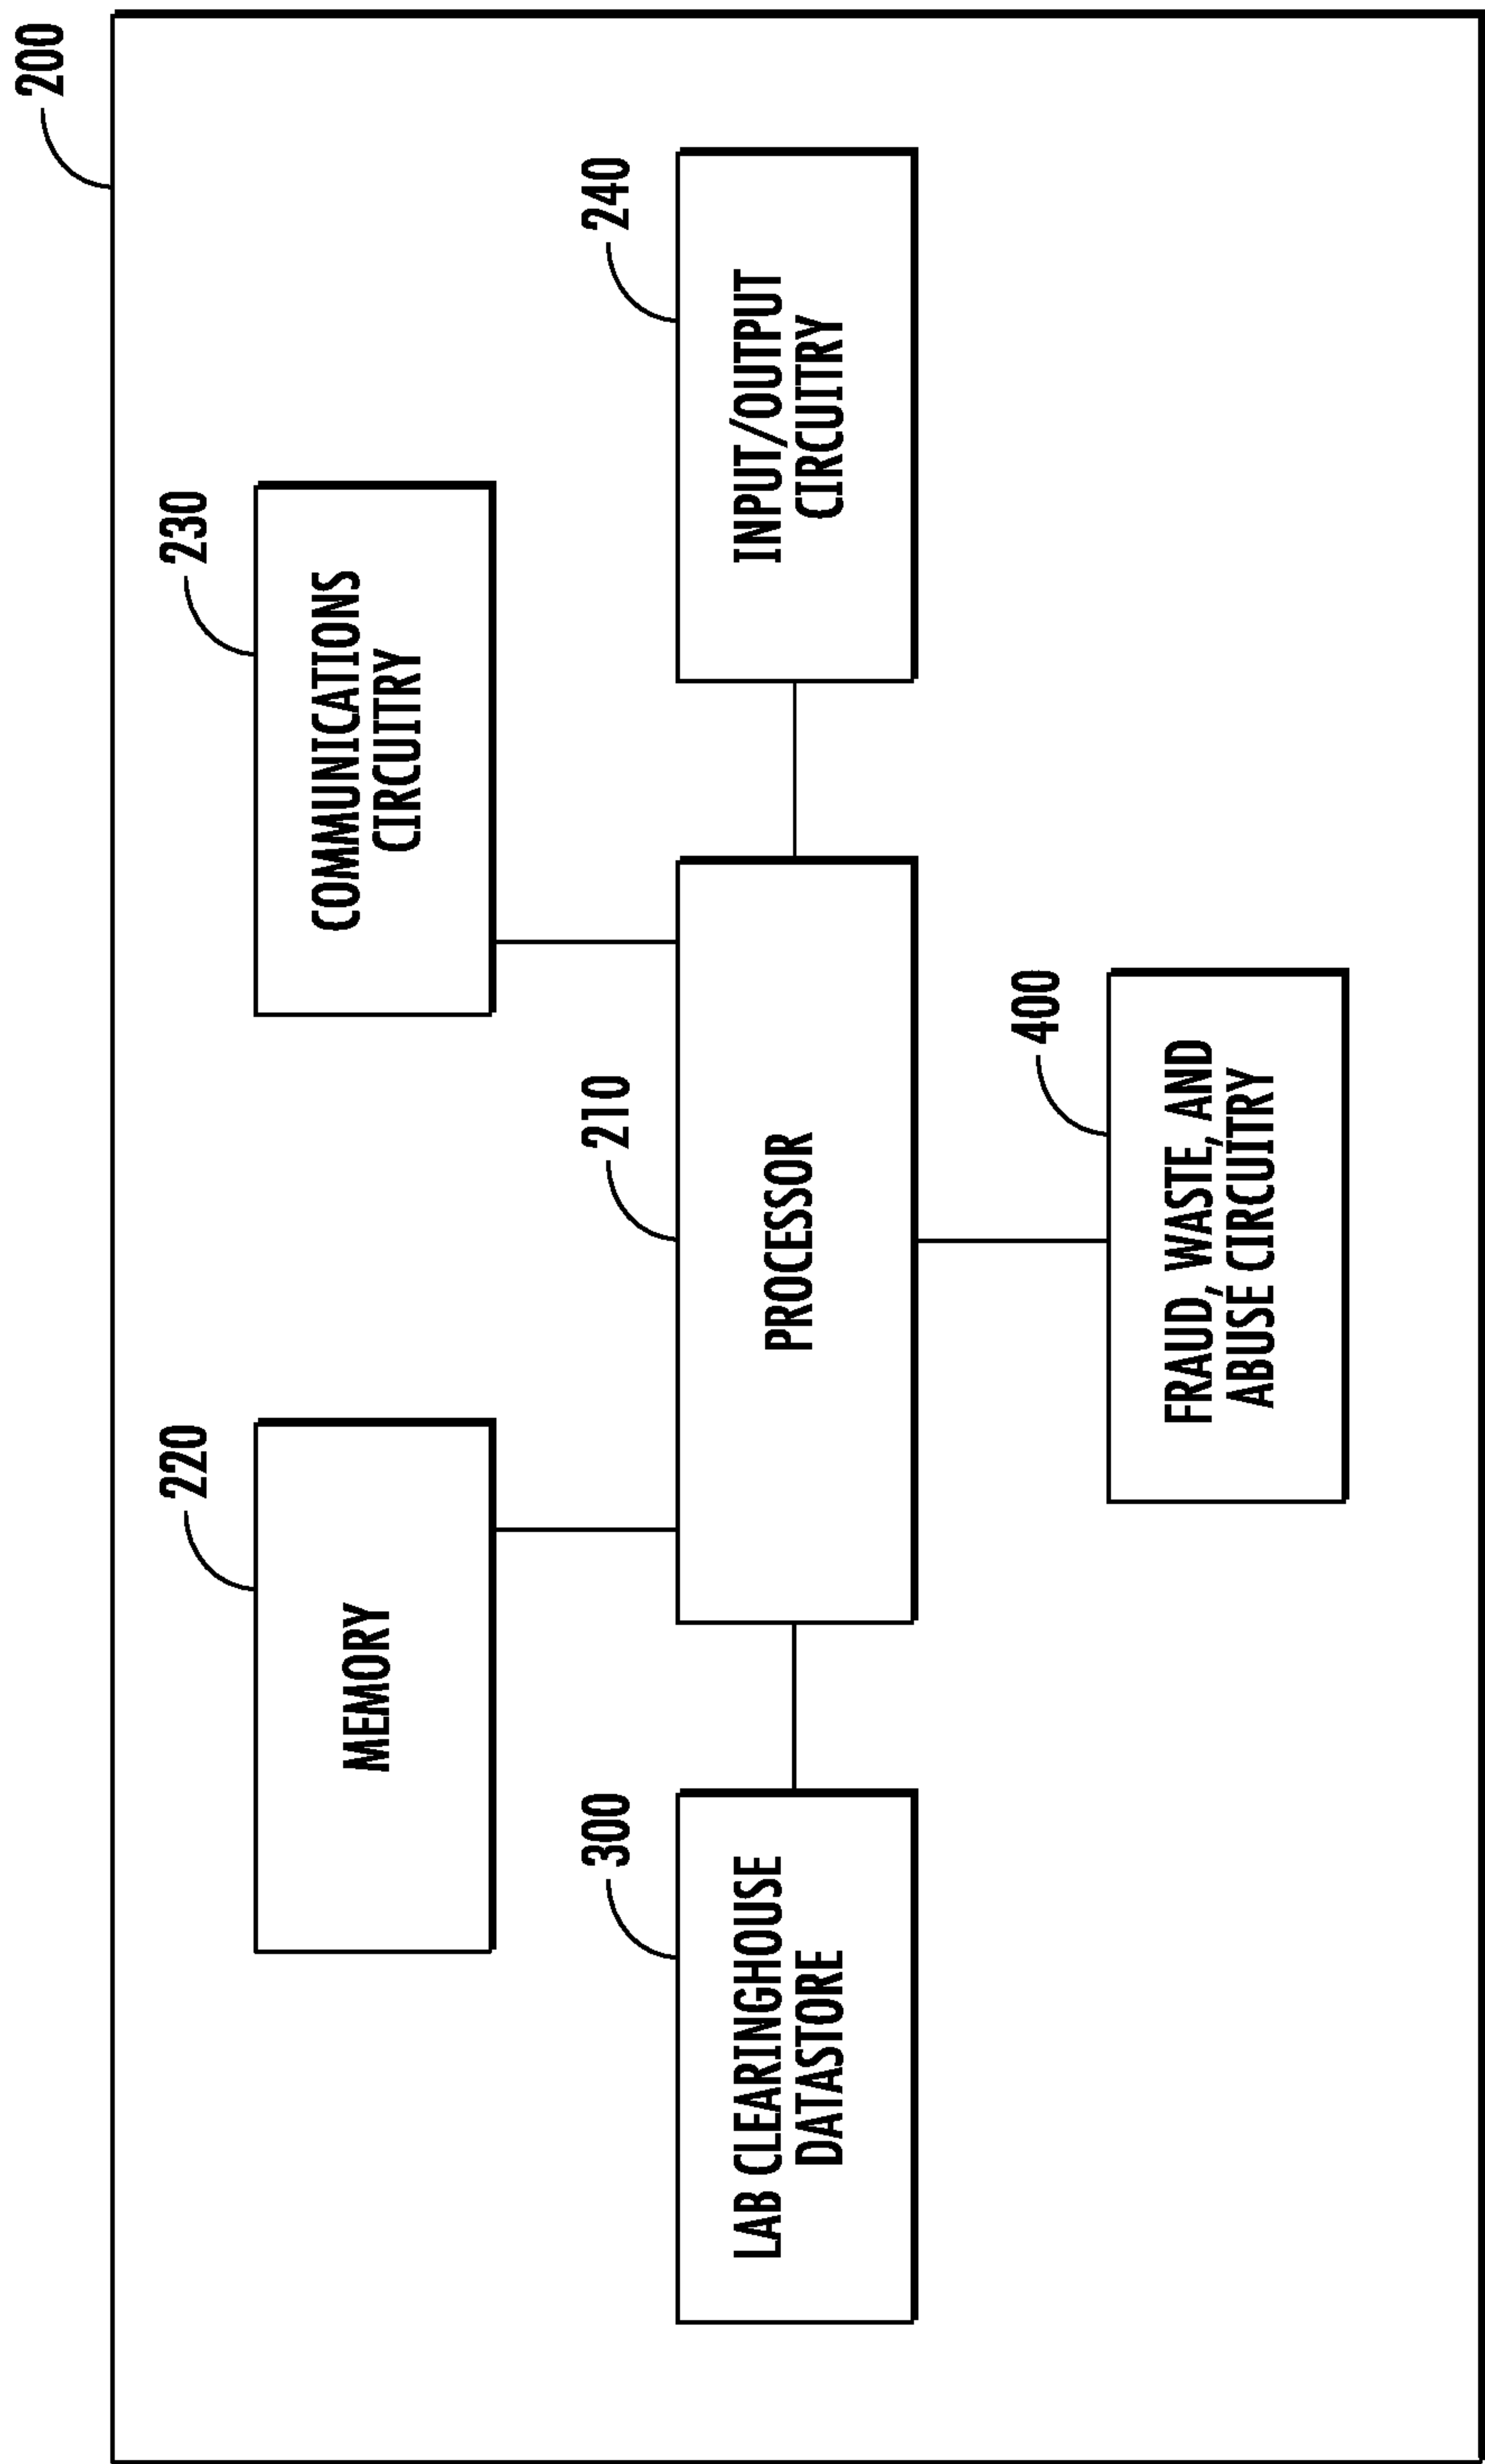 200
220
MEMORY
230
COMMUNICATIONS
CIRCUITRY
300
LAB CLEARINGHOUSE
DATASTORE
210
PROCESSOR
240
INPUT/OUTPUT
CIRCUITRY
400
FRAUD, WASTE, AND
ABUSE CIRCUITRY